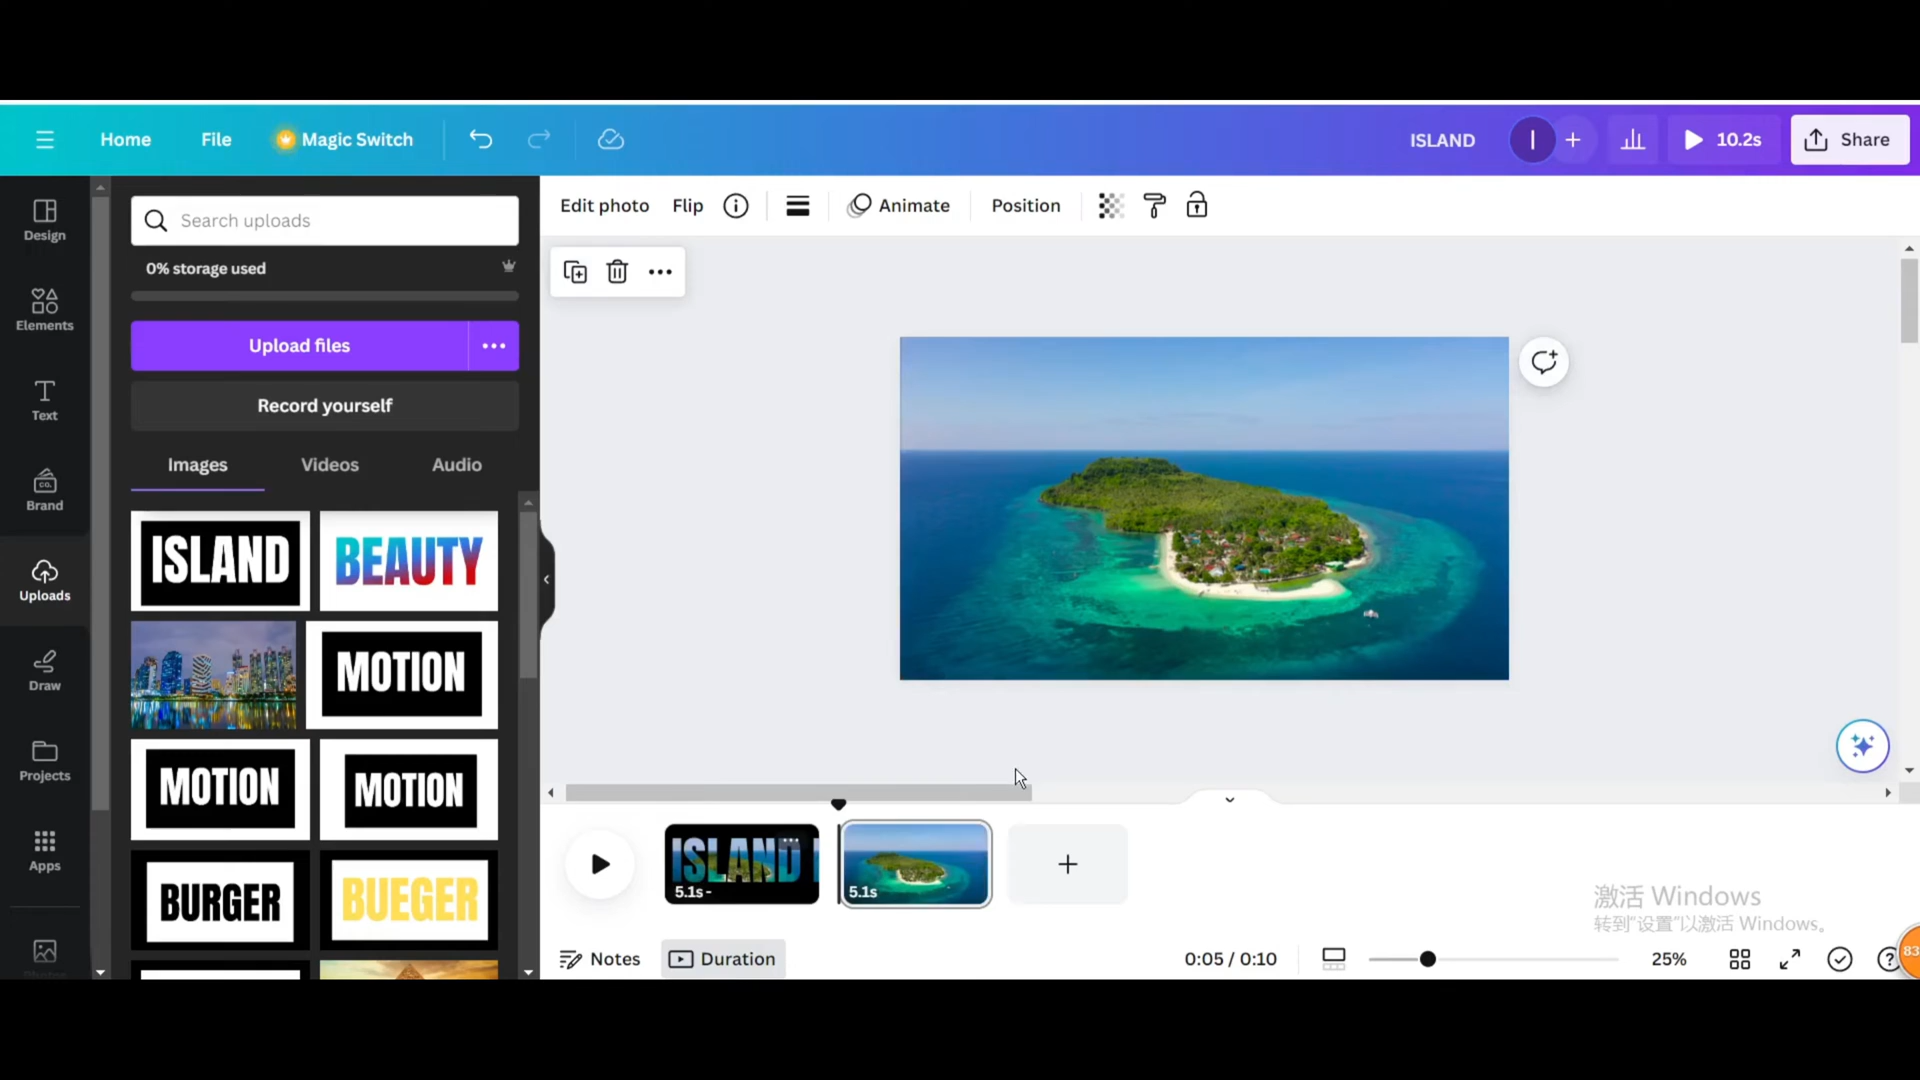 Home File Magic Switch ISLAND I 10.2s Share
Design
Elements
Text
Brand
Uploads
Draw
Projects
Apps
Search uploads
0% storage used
Upload files
Record yourself
Images Videos Audio
ISLAND BEAUTY
MOTION
MOTION MOTION
BURGER BUEGER
Edit photo Flip Animate Position
ISLAND
5.1s
5.1s
激活 Windows
转到"设置"以激活 Windows。
Notes Duration 0:05 / 0:10 25%
83